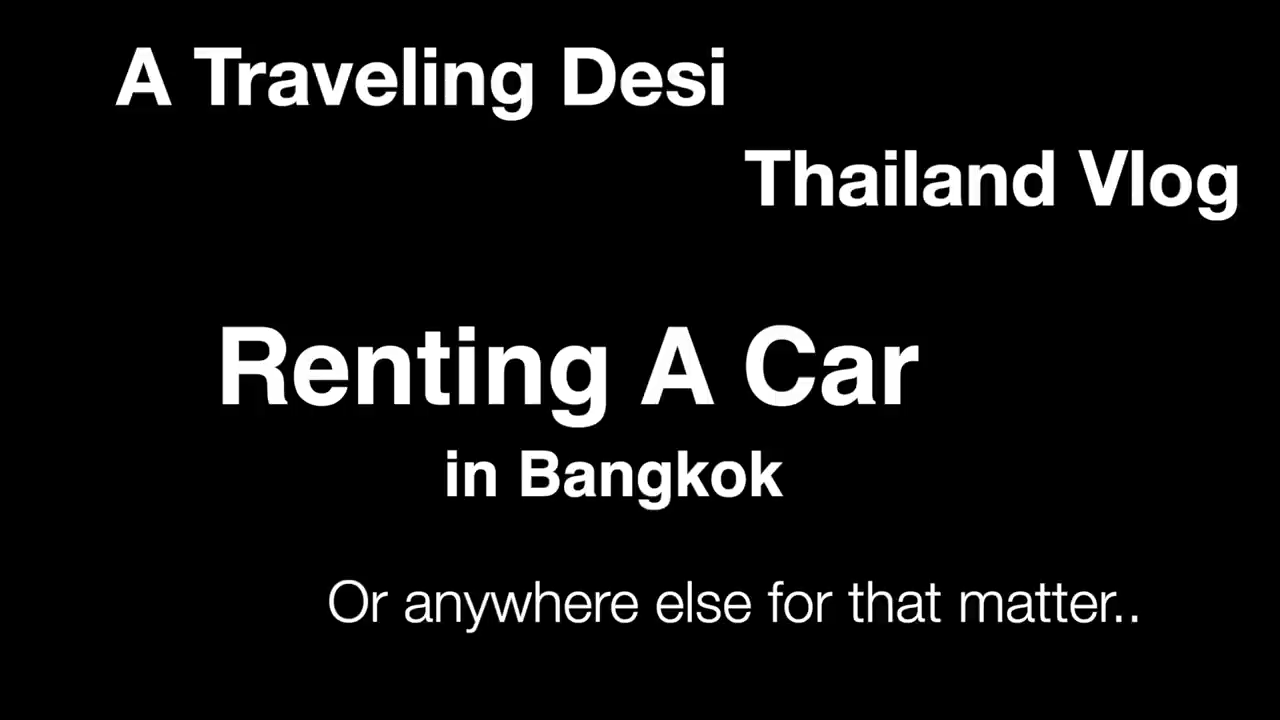 A Traveling Desi
Thailand Vlog
Renting A Car
in Bangkok
Or anywhere else for that matter..